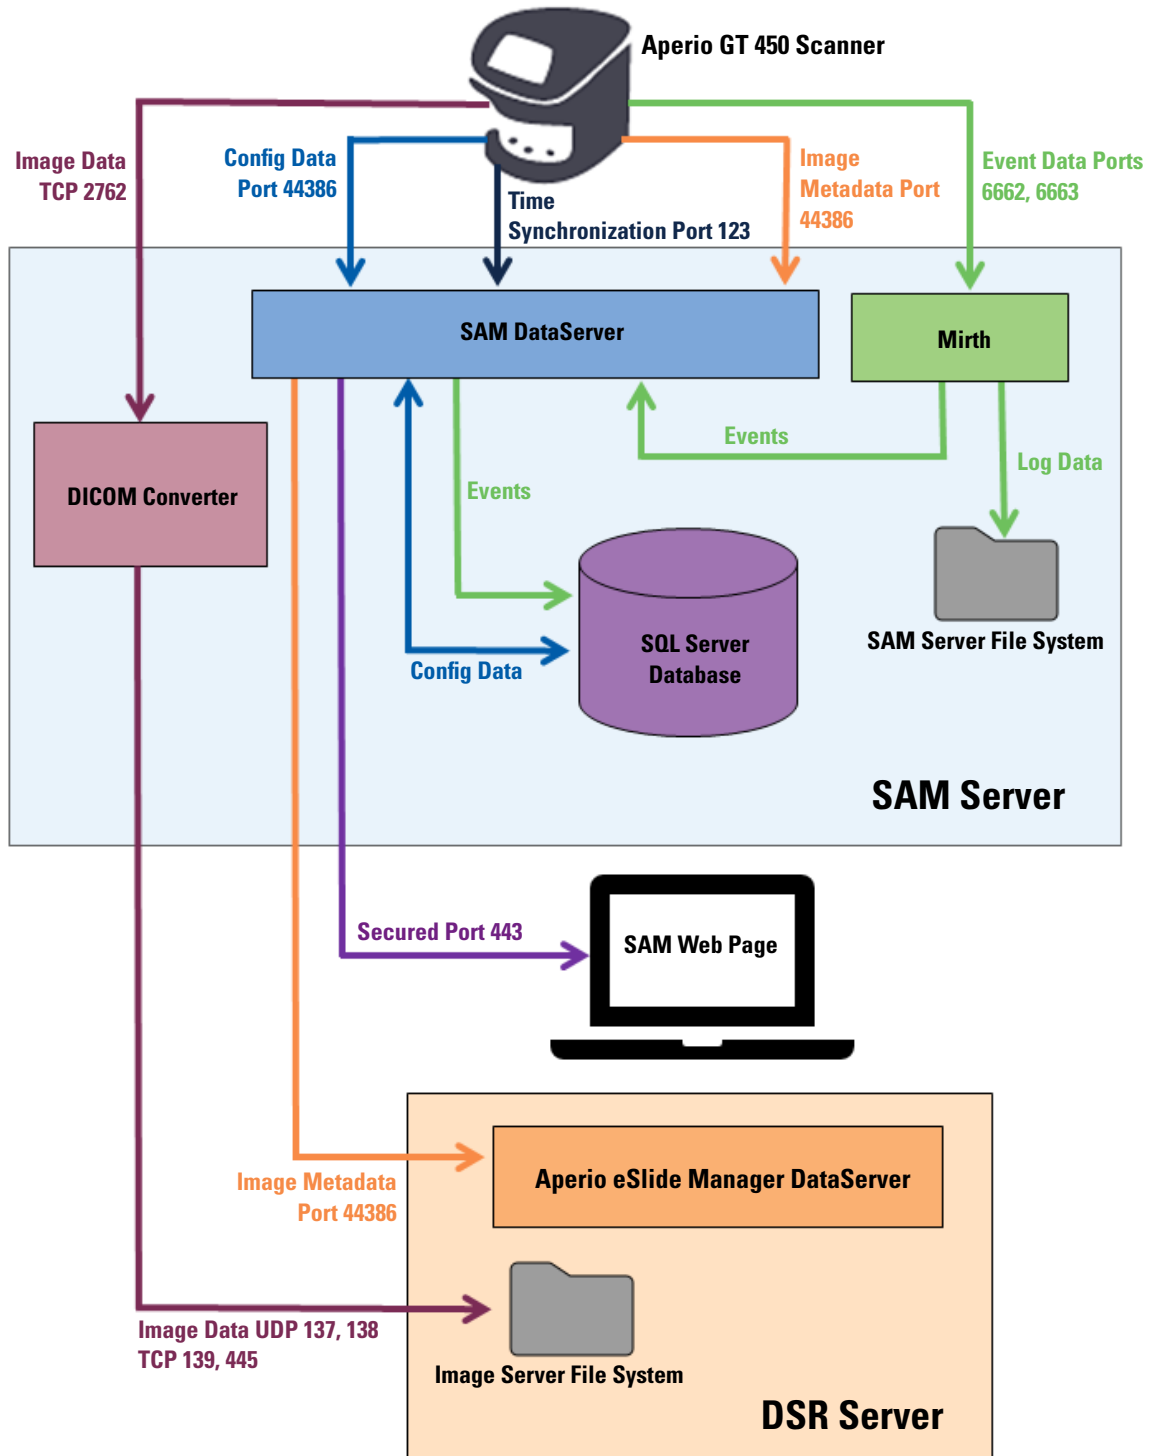 Aperio GT 450 Scanner
Image Data
TCP 2762
Config Data
Port 44386
Time
Synchronization Port 123
Image
Metadata Port
44386
Event Data Ports
6662, 6663
SAM DataServer
Mirth
DICOM Converter
Events
Events
Log Data
SQL Server
Database
Config Data
SAM Server File System
SAM Server
Secured Port 443
SAM Web Page
Image Metadata
Port 44386
Aperio eSlide Manager DataServer
Image Data UDP 137, 138
TCP 139, 445
Image Server File System
DSR Server